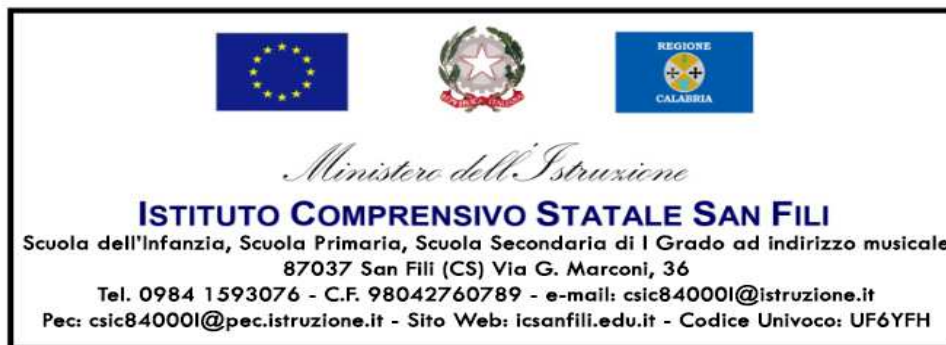 REGIONE
CALABRIA
REPVBBLICA ITALIANA
Ministero dell'Istruzione
ISTITUTO COMPRENSIVO STATALE SAN FILI
Scuola dell'Infanzia, Scuola Primaria, Scuola Secondaria di I Grado ad indirizzo musicale
87037 San Fili (CS) Via G. Marconi, 36
Tel. 0984 1593076 - C.F. 98042760789 - e-mail: csic84000l@istruzione.it
Pec: csic84000l@pec.istruzione.it - Sito Web: icsanfili.edu.it - Codice Univoco: UF6YFH